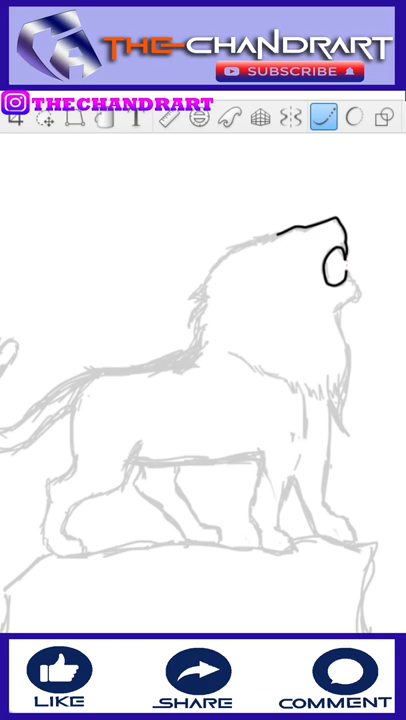 THE-CHANDRART
SUBSCRIBE
THECHANDRART
T
LIKE
SHARE
COMMENT